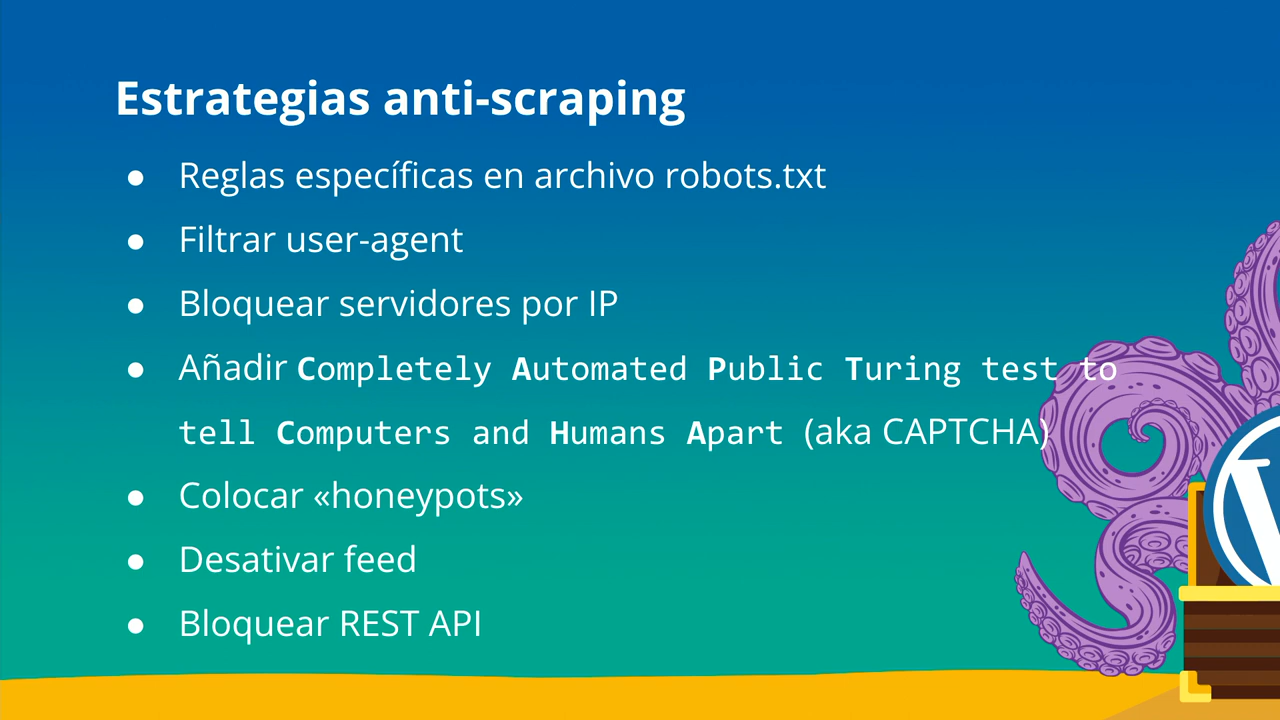 Estrategias anti-scraping
● Reglas específicas en archivo robots.txt
● Filtrar user-agent
● Bloquear servidores por IP
● Añadir Completely Automated Public Turing test to
tell Computers and Humans Apart (aka CAPTCHA)
● Colocar «honeypots»
● Desativar feed
● Bloquear REST API